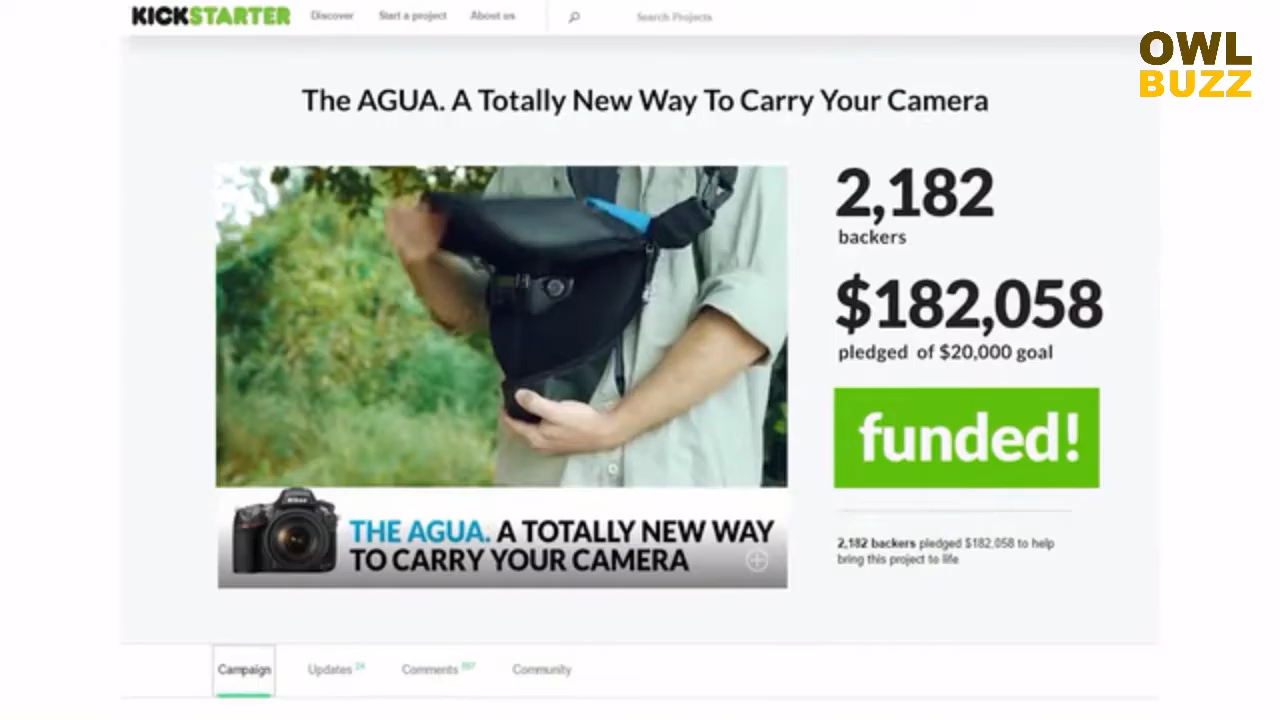 KICKSTARTER
Discover
Start a project
About us
Search Projects
OWL
BUZZ
The AGUA. A Totally New Way To Carry Your Camera
2,182
backers
$182,058
pledged of $20,000 goal
funded!
2,182 backers pledged $182,058 to help
bring this project to life
Nikon
THE AGUA. A TOTALLY NEW WAY
TO CARRY YOUR CAMERA
Campaign
Updates 24
Comments
Community